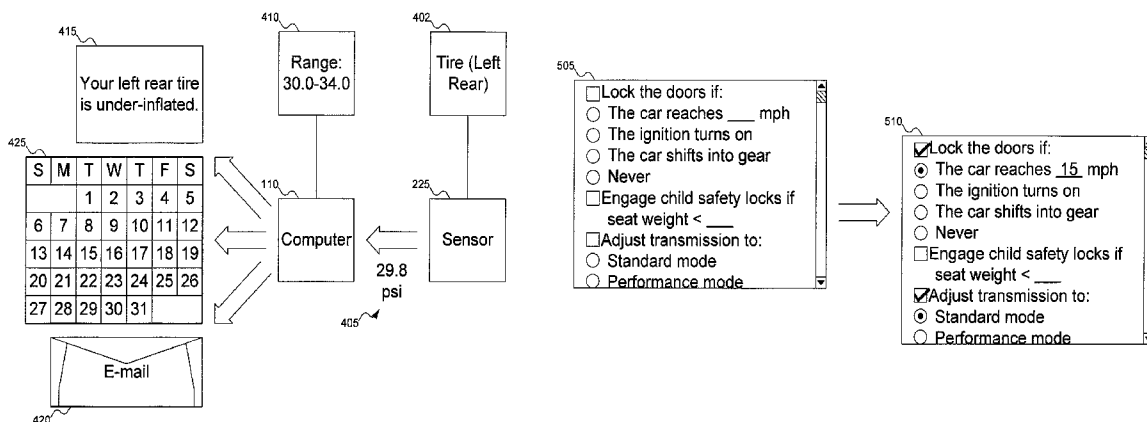 415
Your left rear tire
is under-inflated.
410
Range:
30.0-34.0
402
Tire (Left
Rear)
425
S M T W T F S
1 2 3 4 5
6 7 8 9 10 11 12
13 14 15 16 17 18 19
20 21 22 23 24 25 26
27 28 29 30 31
110
Computer
225
Sensor
29.8
psi
405
E-mail
420
505
Lock the doors if:
The car reaches ___ mph
The ignition turns on
The car shifts into gear
Never
Engage child safety locks if
seat weight < ___
Adjust transmission to:
Standard mode
Performance mode
510
Lock the doors if:
The car reaches 15 mph
The ignition turns on
The car shifts into gear
Never
Engage child safety locks if
seat weight < ___
Adjust transmission to:
Standard mode
Performance mode